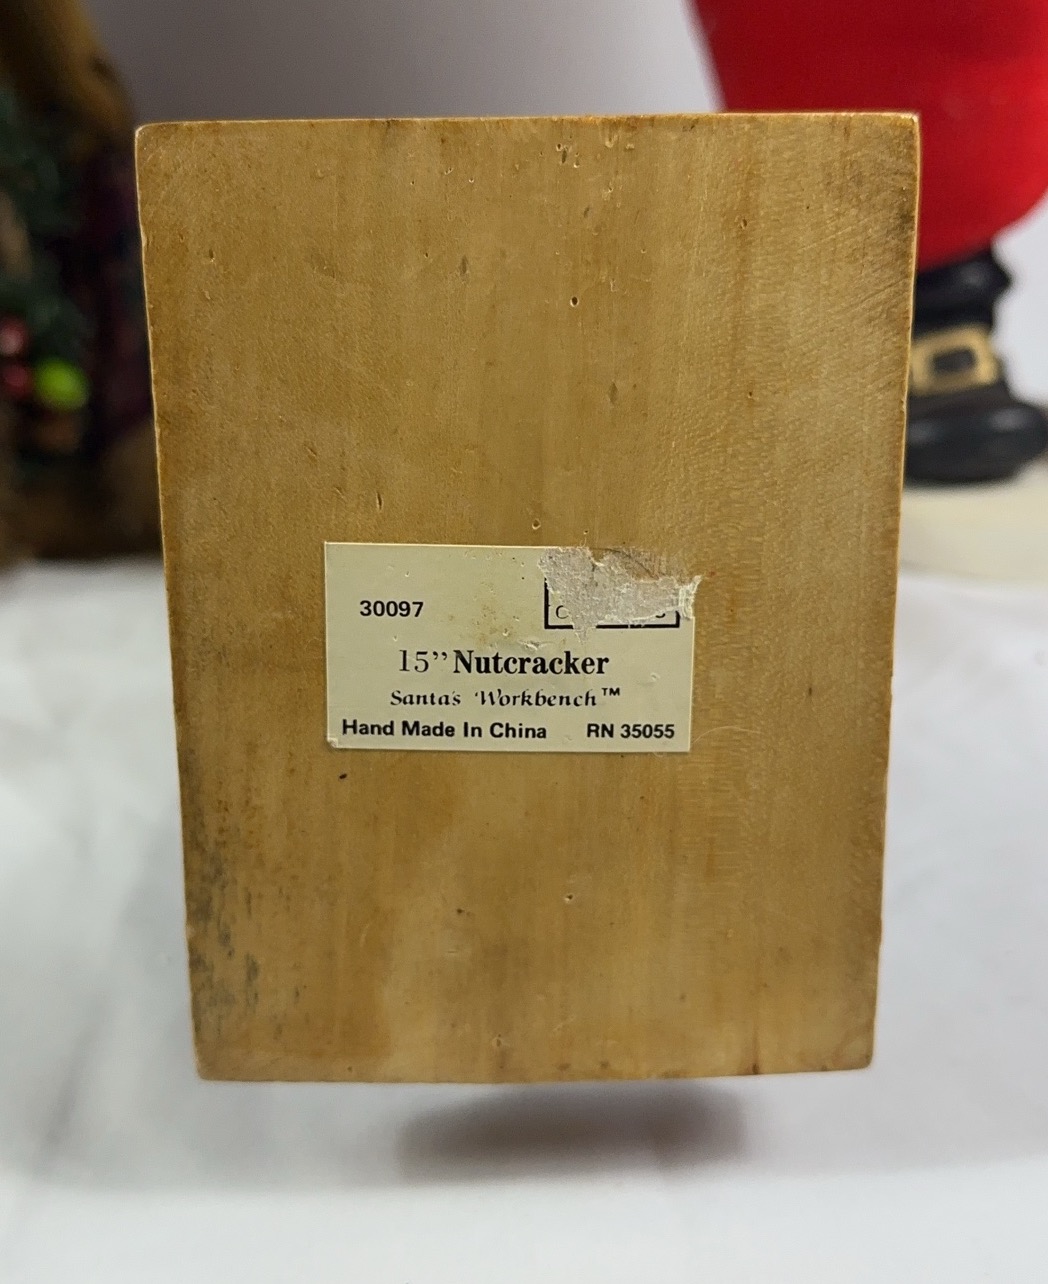 30097
15” Nutcracker
Santa's Workbench™
Hand Made In China RN 35055